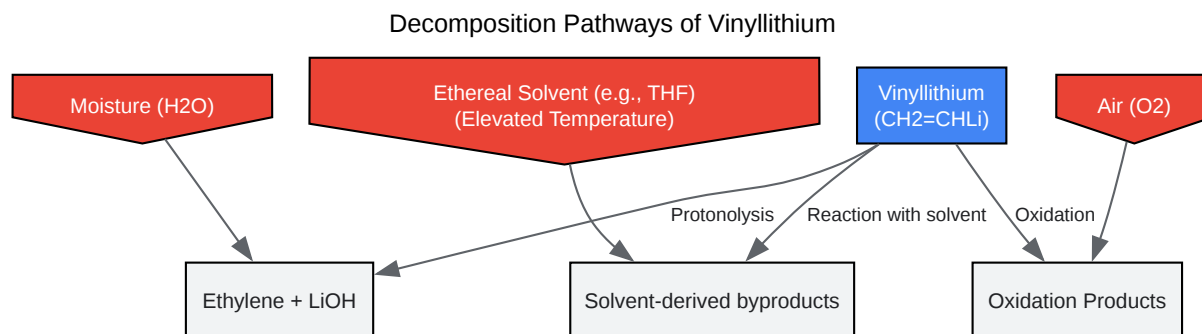 Decomposition Pathways of Vinyllithium
Moisture (H2O)
Ethereal Solvent (e.g., THF)
(Elevated Temperature)
Vinyllithium
(CH2=CHLi)
Air (O2)
Protonolysis
Reaction with solvent
Oxidation
Ethylene + LiOH
Solvent-derived byproducts
Oxidation Products